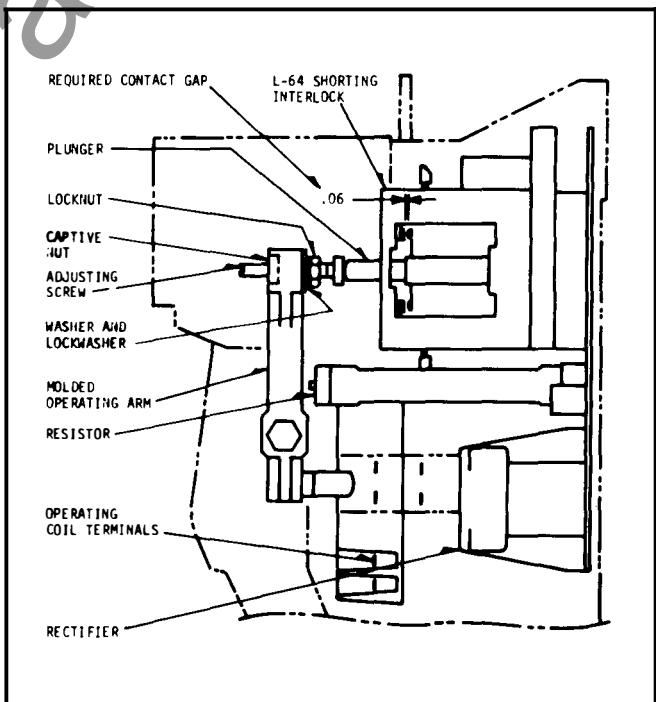 REQUIRED CONTACT GAP
L-64 SHORTING
INTERLOCK
PLUNGER
.06
LOCKNUT
CAPTIVE
NUT
ADJUSTING
SCREW
WASHER AND
LOCKWASHER
MOLDED
OPERATING ARM
RESISTOR
OPERATING
COIL TERMINALS
RECTIFIER